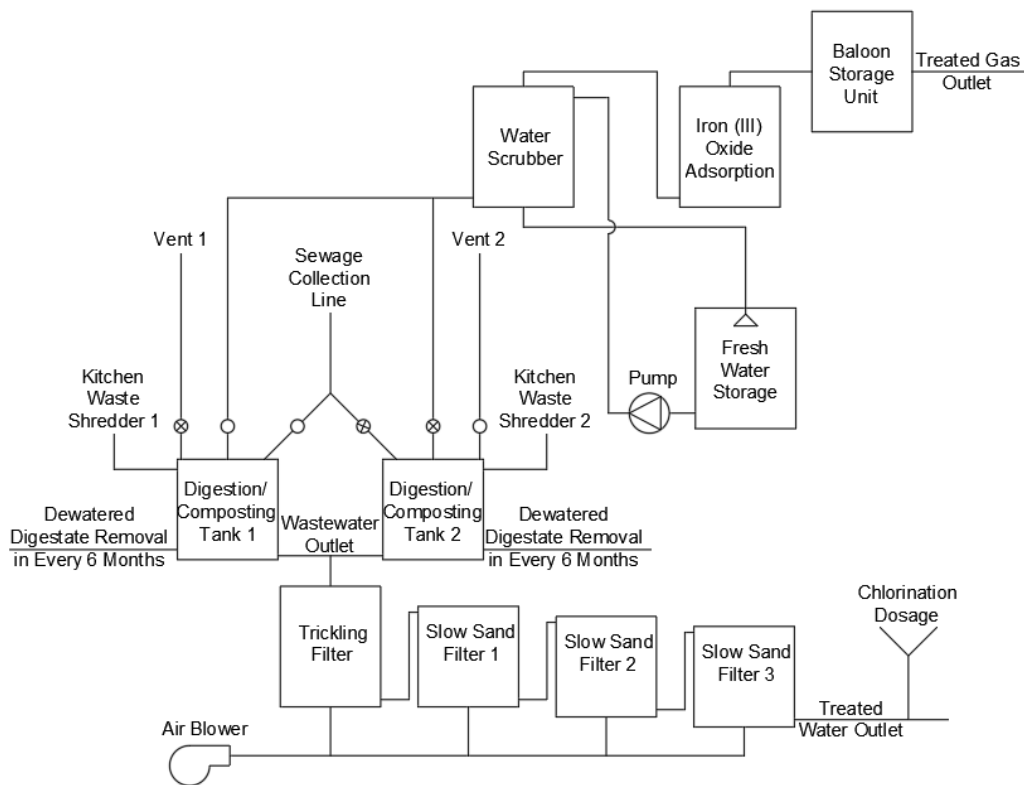 Baloon
Storage
Unit
Treated Gas
Outlet
Water
Scrubber
Iron (III)
Oxide
Adsorption
Vent 1
Sewage
Collection
Line
Vent 2
Fresh
Water
Storage
Pump
Kitchen
Waste
Shredder 1
Kitchen
Waste
Shredder 2
Digestion/
Composting
Tank 1
Digestion/
Composting
Tank 2
Wastewater
Outlet
Dewatered
Digestate Removal
in Every 6 Months
Dewatered
Digestate Removal
in Every 6 Months
Trickling
Filter
Slow Sand
Filter 1
Slow Sand
Filter 2
Slow Sand
Filter 3
Chlorination
Dosage
Treated
Water Outlet
Air Blower